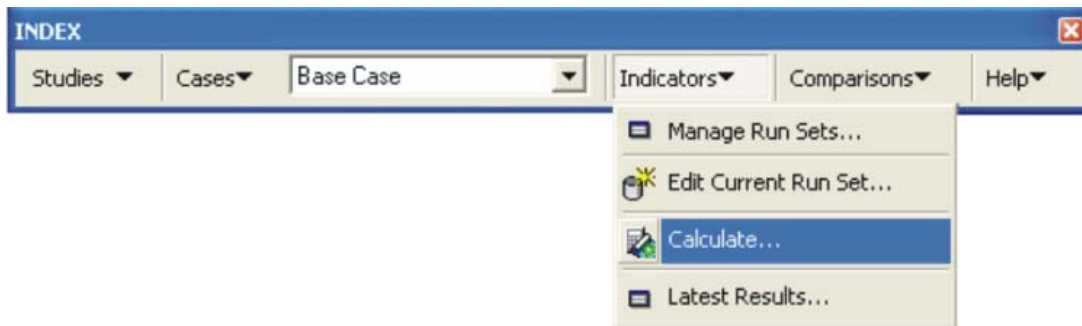 INDEX
Studies Cases Base Case Indicators Comparisons Help
Manage Run Sets...
Edit Current Run Set...
Calculate...
Latest Results...